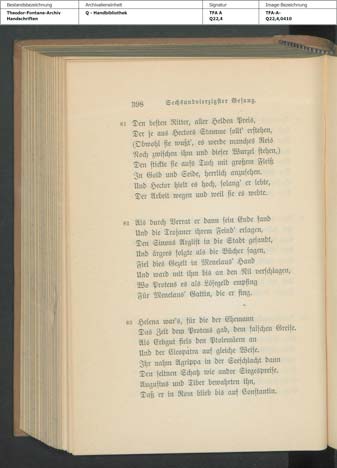 Bestandsbezeichnung Archivalieneinheit Signatur Image-Bezeichnung
Theodor-Fontane-Archiv Q - Handbibliothek TFA A TFA-A-
Handschriften Q22,4 Q22,4,0410
398 Sechsundvierzigster Gesang.
81 Den besten Ritter, aller Helden Preis,
Der je aus Hectors Stamme sollt' erstehen,
(Obwohl sie wußt', es werde manches Reis
Noch zwischen ihm und dieser Wurzel stehen,)
Den stickte sie aufs Tuch mit großem Fleiß
In Gold und Seide, herrlich anzusehen.
Und Hector hielt es hoch, solang' er lebte,
Der Arbeit wegen und weil sie es webte.
82 Als durch Verrat er dann sein Ende fand
Und die Trojaner ihrem Feind' erlagen,
Den Sinons Arglist in die Stadt gesandt,
Und ärgres folgte als die Bücher sagen,
Fiel dies Gezelt in Menelaus' Hand
Und ward mit ihm bis an den Nil verschlagen,
Wo Proteus es als Lösegeld empfing
Für Menelaus' Gattin, die er fing.
83 Helena war's, für die der Ehemann
Das Zelt dem Proteus gab, dem falschen Greise.
Als Erbgut fiels den Ptolemäern an
Und der Cleopatra auf gleiche Weise.
Ihr nahm Agrippa in der Seeschlacht dann
Den seltnen Schatz wie andre Siegespreise.
Augustus und Tiber bewahrten ihn,
Daß er in Rom blieb bis auf Constantin.